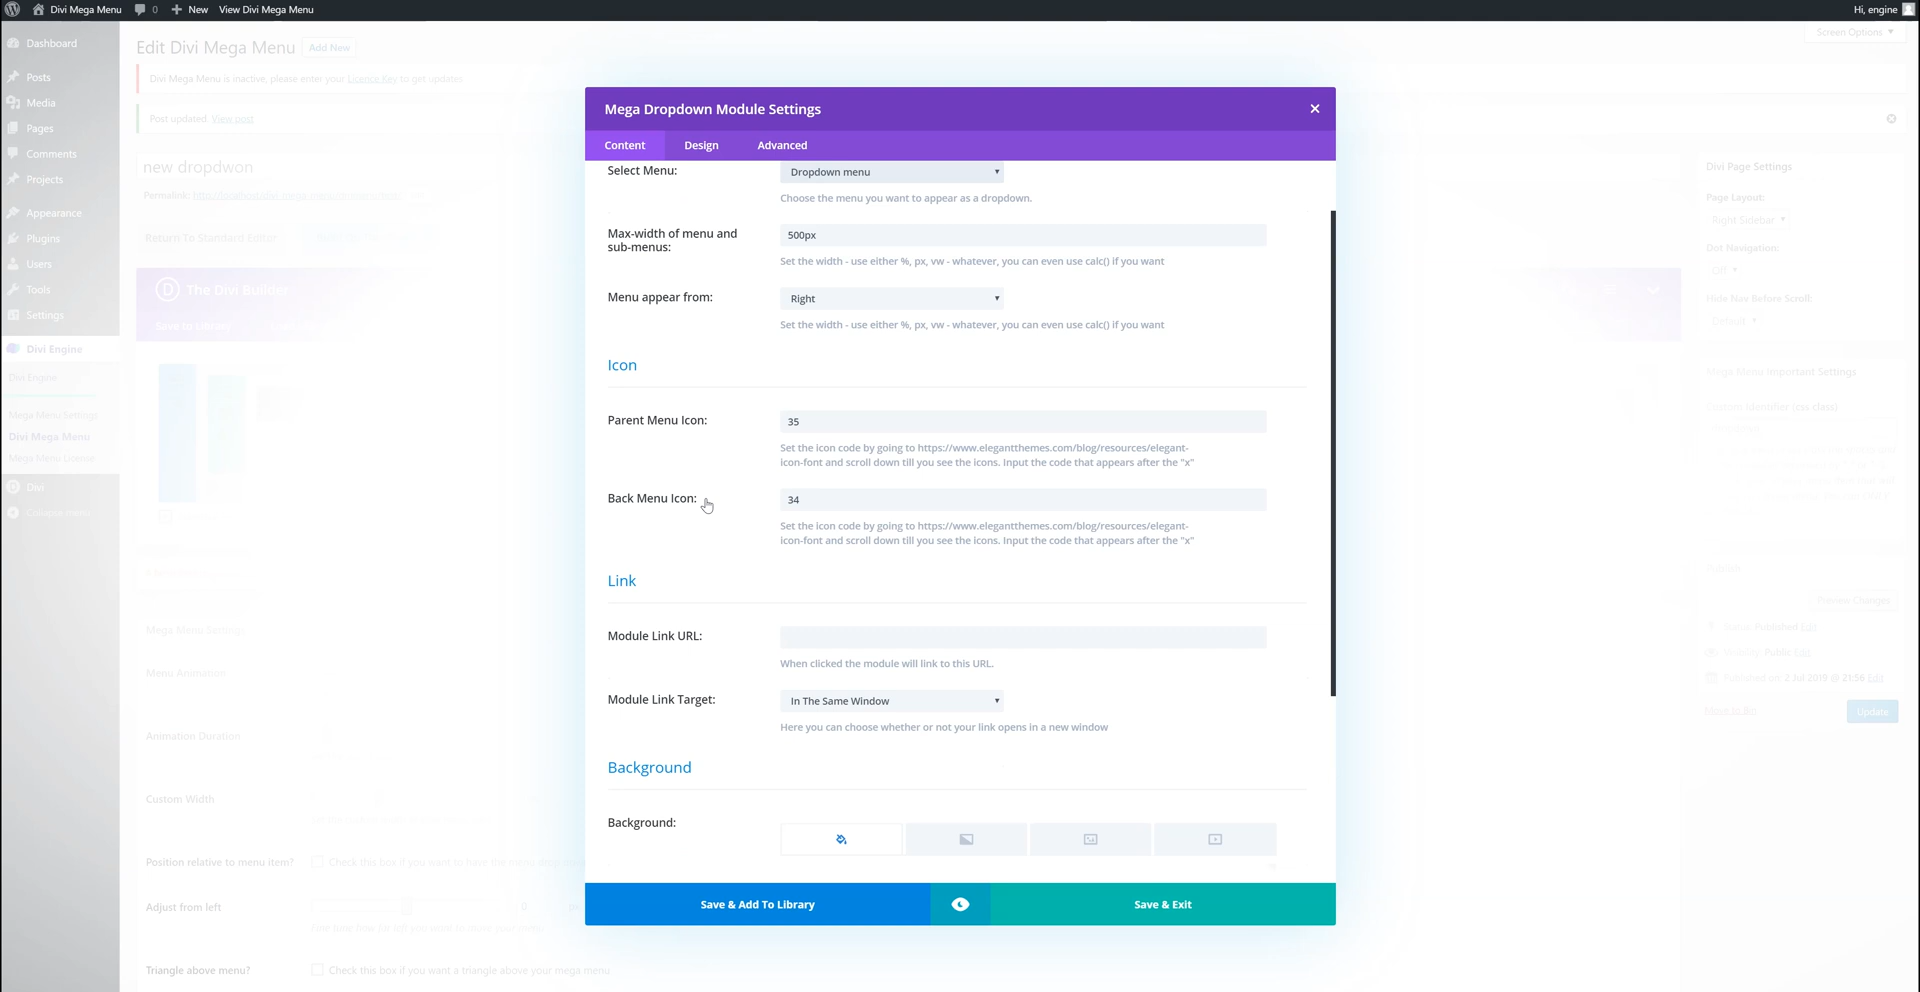 Divi Mega Menu
0
New
View Divi Mega Menu
Hi, engine
Dashboard
Posts
Media
Pages
Comments
Projects
Appearance
Plugins
Users
Tools
Settings
Divi Engine
Divi Engine
Mega Menu Settings
Divi Mega Menu
Mega Menu License
Divi
Collapse menu
Edit Divi Mega Menu
Add New
Screen Options
Divi Mega Menu is inactive, please enter your Licence Key to get updates
Post updated. View post
new dropdwon
Permalink:
Return To Standard Editor
The Divi Builder
Save to Library
Mega Menu Settings
Menu Animation
Animation Duration
Custom Width
Position relative to menu item?
Check this box if you want to have the
Adjust from left
0
px
Triangle above menu?
Check this box if you want a triangle above your mega menu
Mega Dropdown Module Settings
Content
Design
Advanced
Select Menu:
Dropdown menu
Choose the menu you want to appear as a dropdown.
Max-width of menu and
sub-menus:
500px
Set the width - use either %, px, vw - whatever, you can even use calc() if you want
Menu appear from:
Right
Set the width - use either %, px, vw - whatever, you can even use calc() if you want
Icon
Parent Menu Icon:
35
Set the icon code by going to https://www.elegantthemes.com/blog/resources/elegant-
icon-font and scroll down till you see the icons. Input the code that appears after the "x"
Back Menu Icon:
34
Set the icon code by going to https://www.elegantthemes.com/blog/resources/elegant-
icon-font and scroll down till you see the icons. Input the code that appears after the "x"
Link
Module Link URL:
When clicked the module will link to this URL.
Module Link Target:
In The Same Window
Here you can choose whether or not your link opens in a new window
Background
Background:
Save & Add To Library
Save & Exit
Divi Page Settings
Page Layout:
Right Sidebar
Dot Navigation:
Off
Hide Nav Before Scroll:
Default
Mega Menu Important Settings
Custom Identifier (css class)
Publish
Preview Changes
Status: Published Edit
Visibility: Public Edit
Published on: 2 Jul 2019 @ 21:56 Edit
Move to Bin
Update